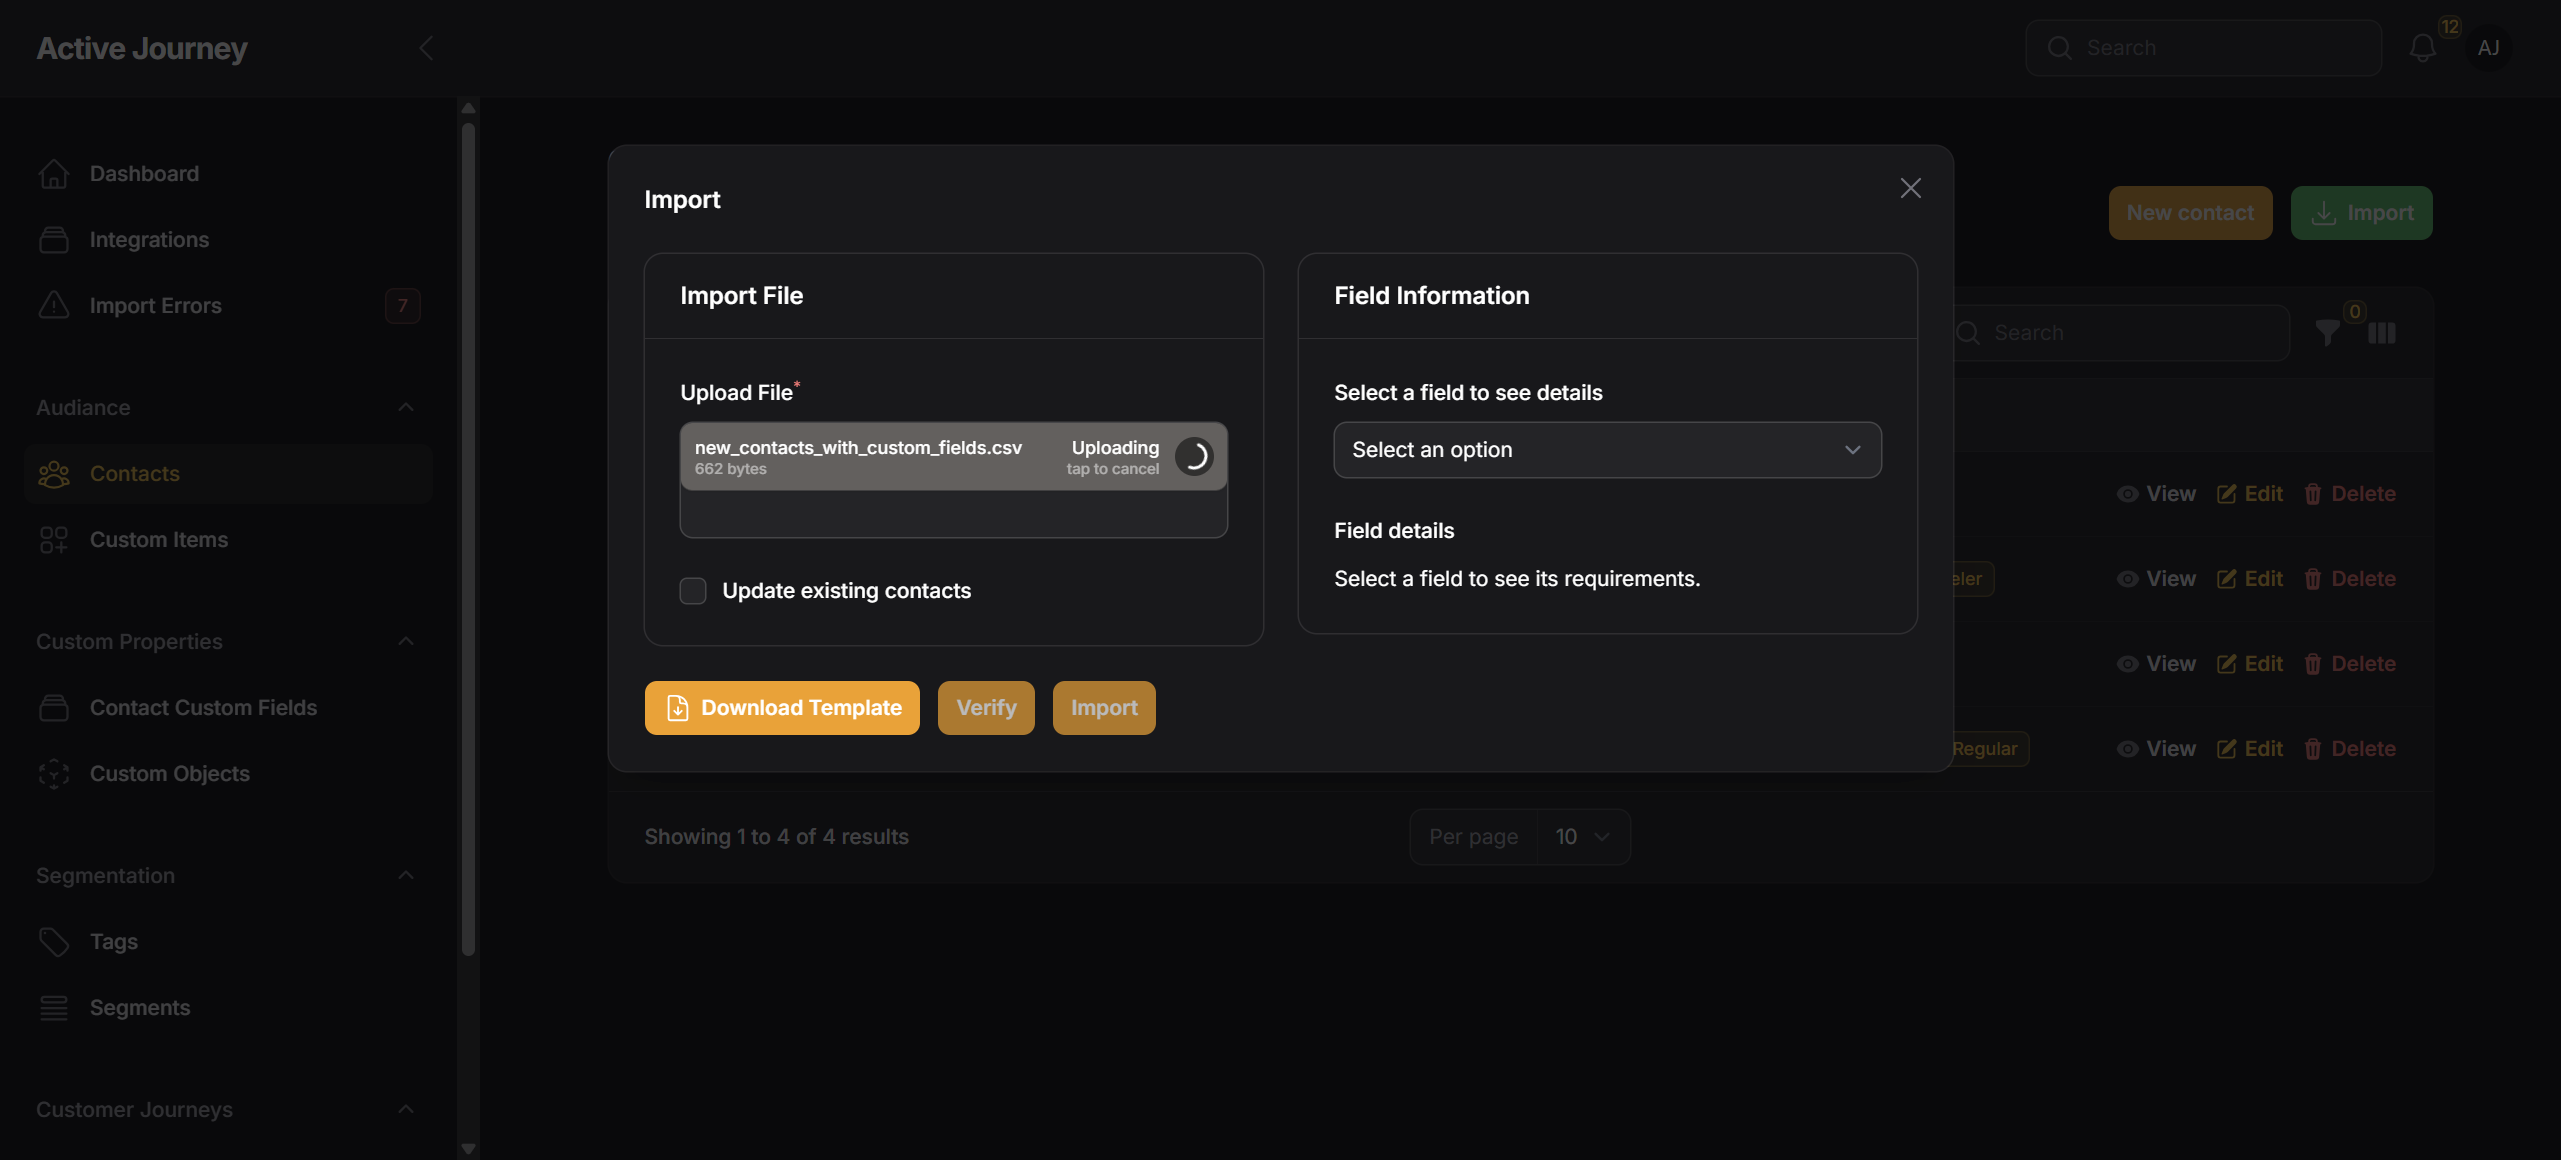 Active Journey
Search
12
AJ
Dashboard
Integrations
Import Errors
7
Audiance
Contacts
Custom Items
Custom Properties
Contact Custom Fields
Custom Objects
Segmentation
Tags
Segments
Customer Journeys
New contact
Import
Search
0
View Edit Delete
View Edit Delete
View Edit Delete
Regular
View Edit Delete
Showing 1 to 4 of 4 results
Per page 10
Import
Import File
Upload File*
new_contacts_with_custom_fields.csv
662 bytes
Uploading
tap to cancel
Update existing contacts
Field Information
Select a field to see details
Select an option
Field details
Select a field to see its requirements.
Download Template
Verify
Import